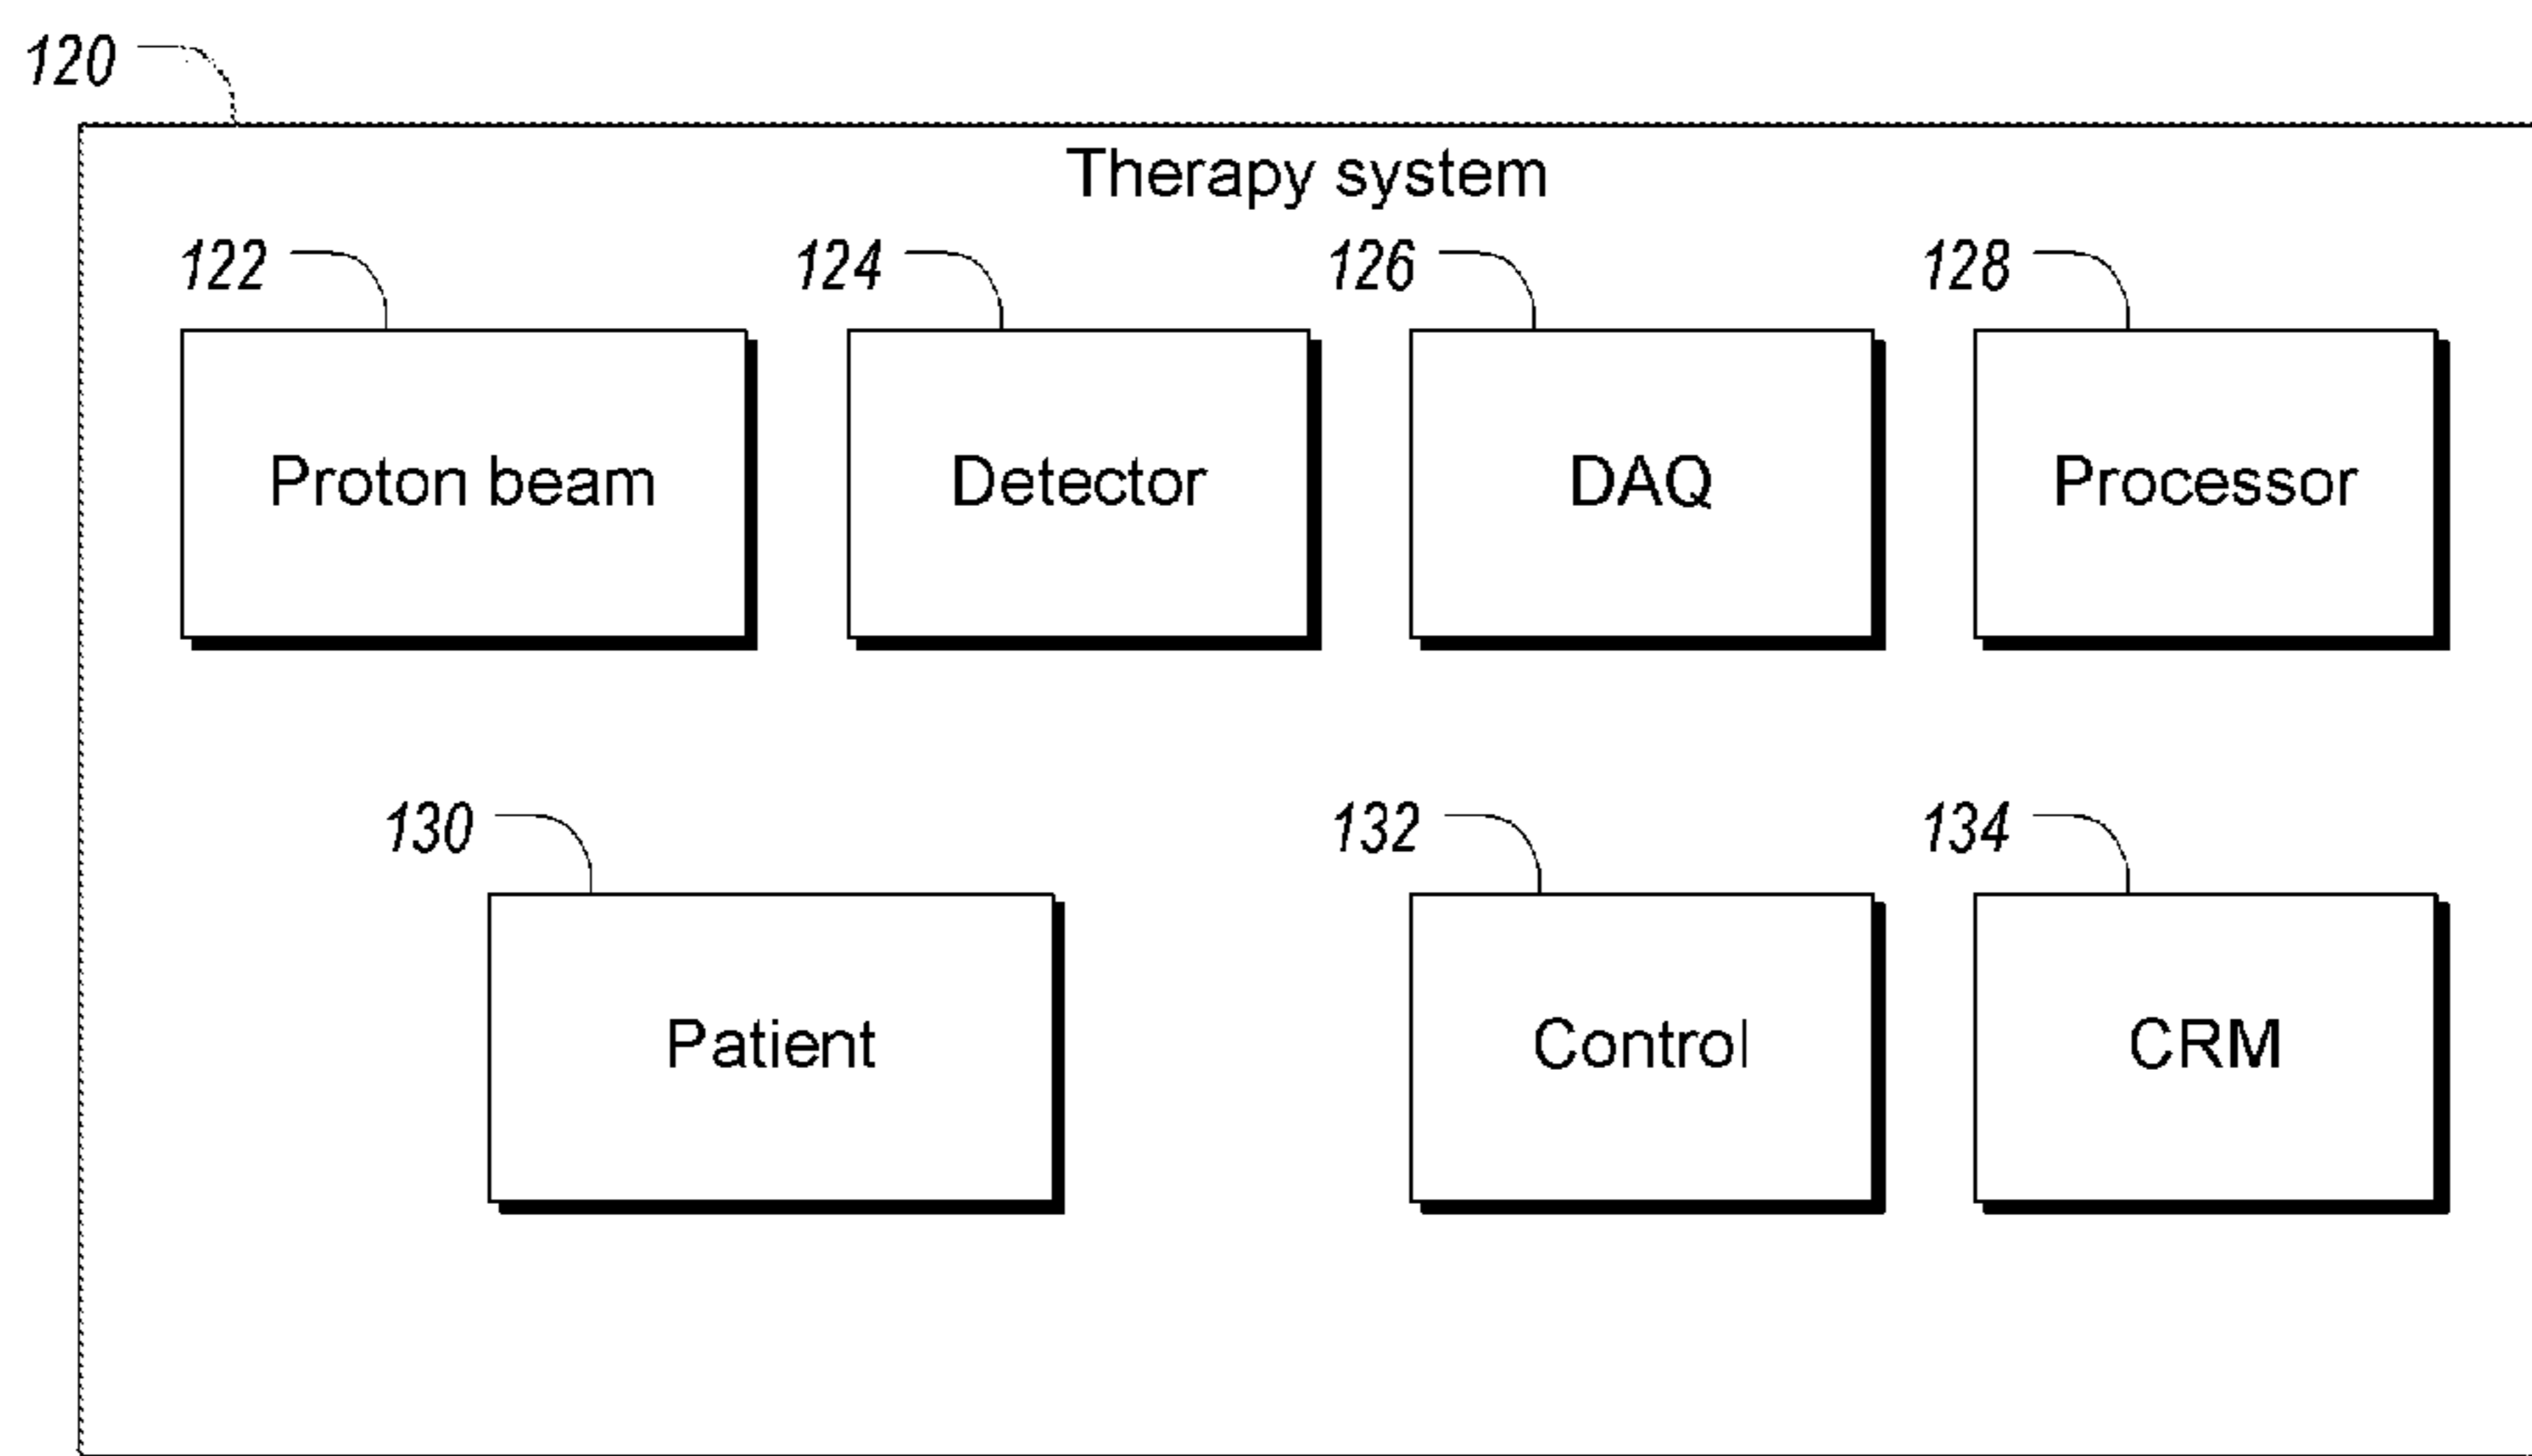 120
Therapy system
122 124 126 128
Proton beam Detector DAQ Processor
130 132 134
Patient Control CRM